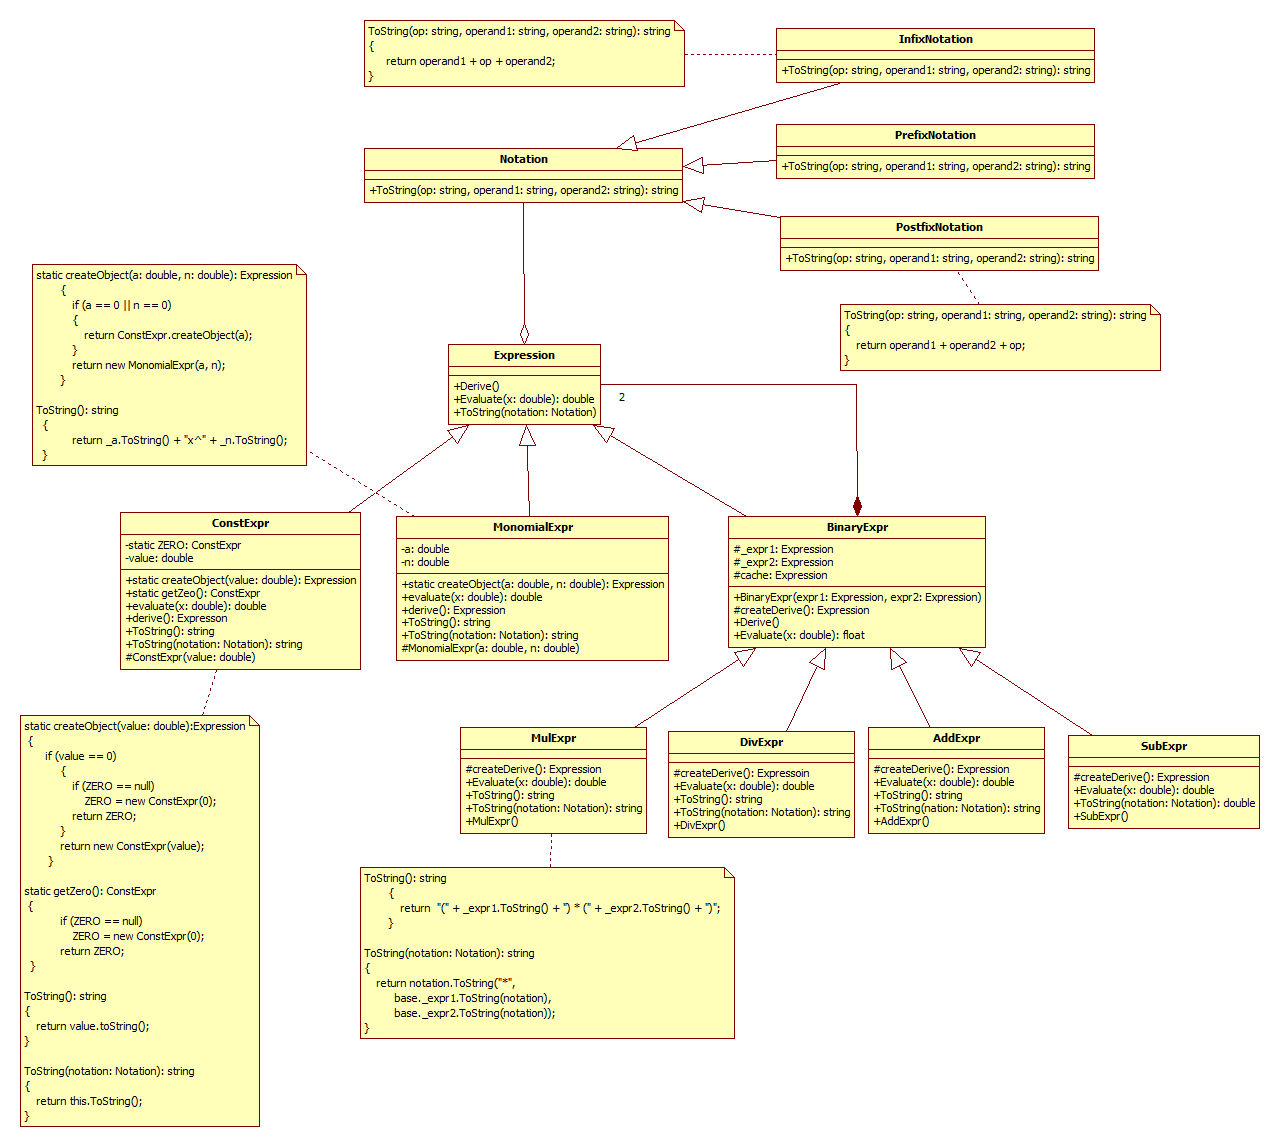 ToString(op: string, operand1: string, operand2: string): string
{
return operand1 + op + operand2;
}
InfixNotation
+ToString(op: string, operand1: string, operand2: string): string
PrefixNotation
+ToString(op: string, operand1: string, operand2: string): string
Notation
+ToString(op: string, operand1: string, operand2: string): string
PostfixNotation
+ToString(op: string, operand1: string, operand2: string): string
ToString(op: string, operand1: string, operand2: string): string
{
return operand1 + operand2 + op;
}
static createObject(a: double, n: double): Expression
{
if (a == 0 || n == 0)
{
return ConstExpr.createObject(a);
}
return new MonomialExpr(a, n);
}
ToString(): string
{
return _a.ToString() + "x^" + _n.ToString();
}
Expression
+Derive()
+Evaluate(x: double): double
+ToString(notation: Notation)
2
ConstExpr
-static ZERO: ConstExpr
-value: double
+static createObject(value: double): Expression
+static getZeo(): ConstExpr
+evaluate(x: double): double
+derive(): Expresson
+ToString(): string
+ToString(notation: Notation): string
#ConstExpr(value: double)
MonomialExpr
-a: double
-n: double
+static createObject(a: double, n: double): Expression
+evaluate(x: double): double
+derive(): Expression
+ToString(): string
+ToString(notation: Notation): string
#MonomialExpr(a: double, n: double)
BinaryExpr
#_expr1: Expression
#_expr2: Expression
#cache: Expression
+BinaryExpr(expr1: Expression, expr2: Expression)
#createDerive(): Expression
+Derive()
+Evaluate(x: double): float
static createObject(value: double):Expression
{
if (value == 0)
{
if (ZERO == null)
ZERO = new ConstExpr(0);
return ZERO;
}
return new ConstExpr(value);
}
static getZero(): ConstExpr
{
if (ZERO == null)
ZERO = new ConstExpr(0);
return ZERO;
}
ToString(): string
{
return value.toString();
}
ToString(notation: Notation): string
{
return this.ToString();
}
MulExpr
#createDerive(): Expression
+Evaluate(x: double): double
+ToString(): string
+ToString(notation: Notation): string
+MulExpr()
DivExpr
#createDerive(): Expressoin
+Evaluate(x: double): double
+ToString(): string
+ToString(notation: Notation): string
+DivExpr()
AddExpr
#createDerive(): Expression
+Evaluate(x: double): double
+ToString(): string
+ToString(nation: Notation): string
+AddExpr()
SubExpr
#createDerive(): Expression
+Evaluate(x: double): double
+ToString(notation: Notation): double
+SubExpr()
ToString(): string
{
return "(" + _expr1.ToString() + ") * (" + _expr2.ToString() + ")";
}
ToString(notation: Notation): string
{
return notation.ToString("*",
base._expr1.ToString(notation),
base._expr2.ToString(notation));
}